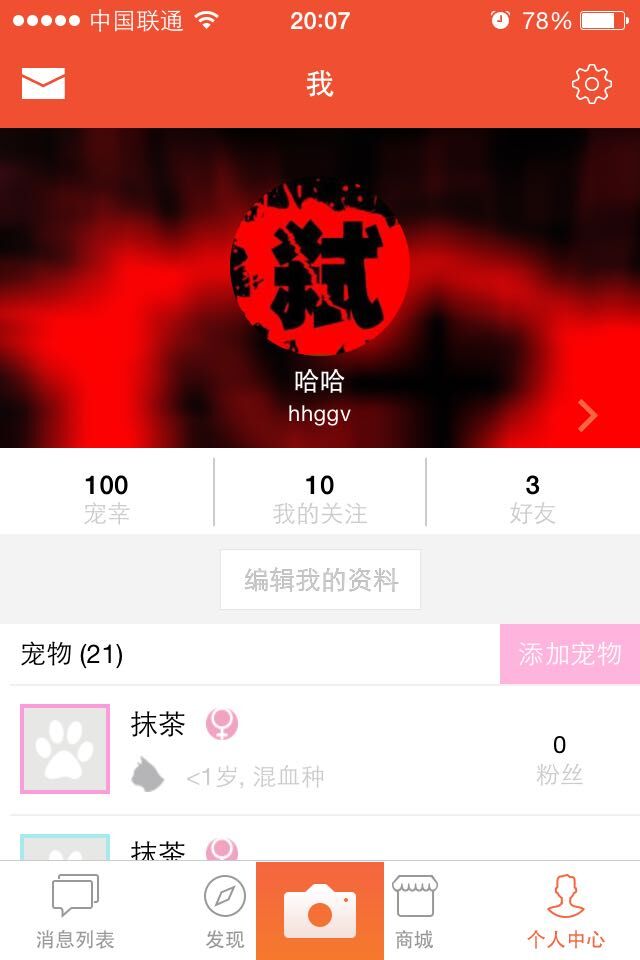 中国联通 20:07 78%
我
弑
哈哈
hhggv
100 10 3
宠幸 我的关注 好友
编辑我的资料
宠物 (21) 添加宠物
抹茶
0
<1岁, 混血种 粉丝
抹茶
消息列表 发现 商城 个人中心